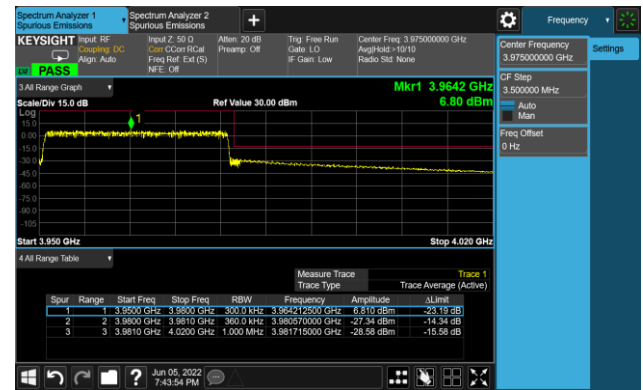 Spectrum Analyzer 1
Spurious Emissions
Spectrum Analyzer 2
Spurious Emissions
+
Frequency
KEYSIGHT
Input: RF
Coupling: DC
Align: Auto
Input Z: 50 Ω
Corr CCorr RCal
Freq Ref: Ext (S)
NFE: Off
Atten: 20 dB
Preamp: Off
Trig: Free Run
Gate: LO
IF Gain: Low
Center Freq: 3.975000000 GHz
Avg|Hold:>10/10
Radio Std: None
PASS
Center Frequency
3.975000000 GHz
Settings
CF Step
3.500000 MHz
Auto
Man
Freq Offset
0 Hz
3 All Range Graph
Mkr1 3.9642 GHz
6.80 dBm
Scale/Div 15.0 dB
Ref Value 30.00 dBm
Log
15.0
0.00
-15.0
-30.0
-45.0
-60.0
-75.0
-90.0
-105
1
Start 3.950 GHz
Stop 4.020 GHz
4 All Range Table
Measure Trace Trace 1
Trace Type Trace Average (Active)
Spur Range Start Freq Stop Freq RBW Frequency Amplitude ΔLimit
1 1 3.9500 GHz 3.9800 GHz 300.0 kHz 3.964212500 GHz 6.810 dBm -23.19 dB
2 2 3.9800 GHz 3.9810 GHz 360.0 kHz 3.980570000 GHz -27.34 dBm -14.34 dB
3 3 3.9810 GHz 4.0200 GHz 1.000 MHz 3.981715000 GHz -28.58 dBm -15.58 dB
?
Jun 05, 2022
7:43:54 PM